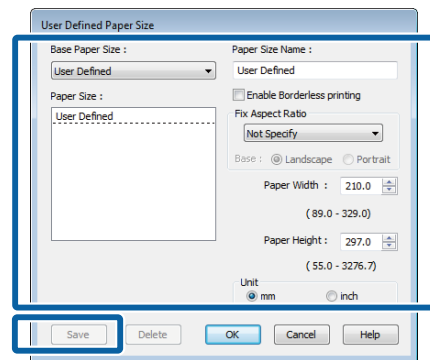 User Defined Paper Size
Base Paper Size :
User Defined
Paper Size :
User Defined
Paper Size Name :
User Defined
Enable Borderless printing
Fix Aspect Ratio
Not Specify
Base : Landscape Portrait
Paper Width : 210.0
( 89.0 - 329.0)
Paper Height : 297.0
( 55.0 - 3276.7)
Unit
mm inch
Save Delete OK Cancel Help